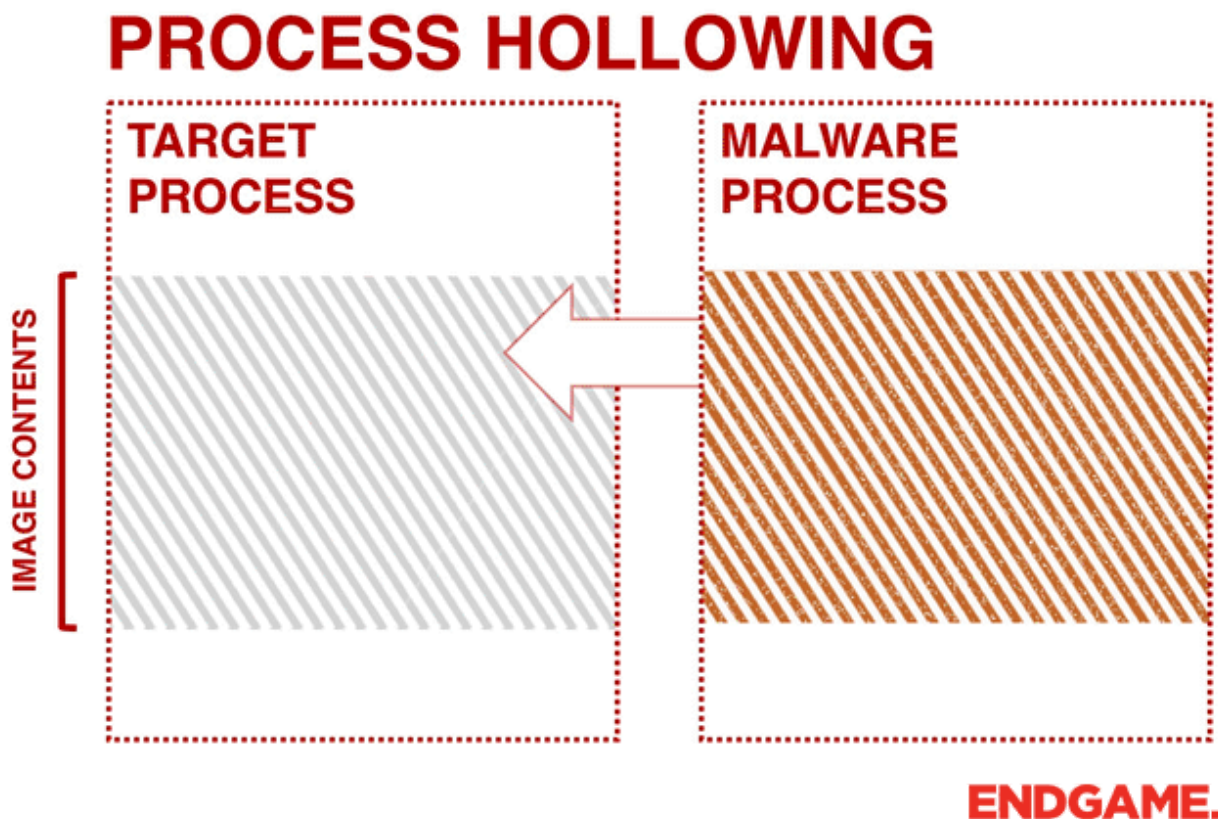 PROCESS HOLLOWING
TARGET
PROCESS
MALWARE
PROCESS
IMAGE CONTENTS
ENDGAME.